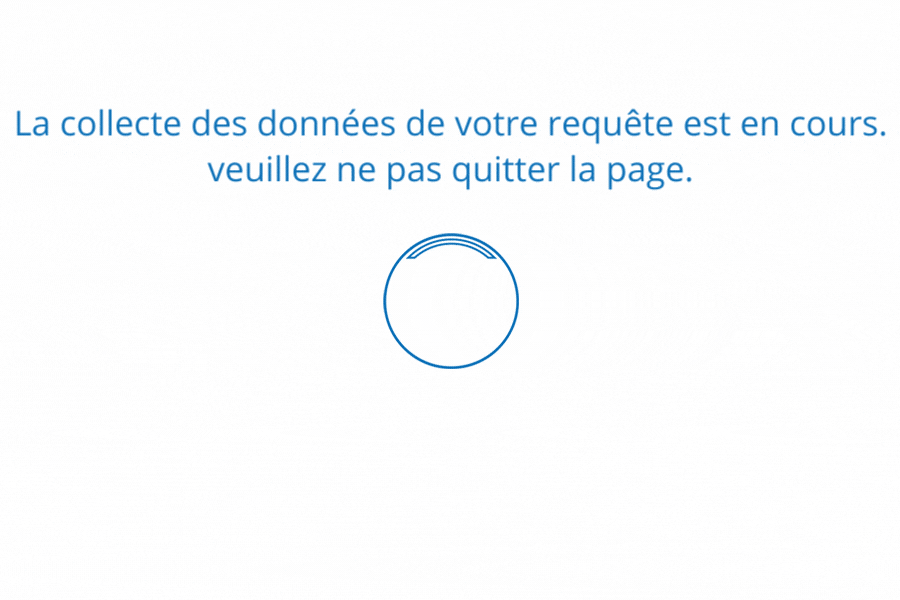 La collecte des données de votre requête est en cours.
veuillez ne pas quitter la page.